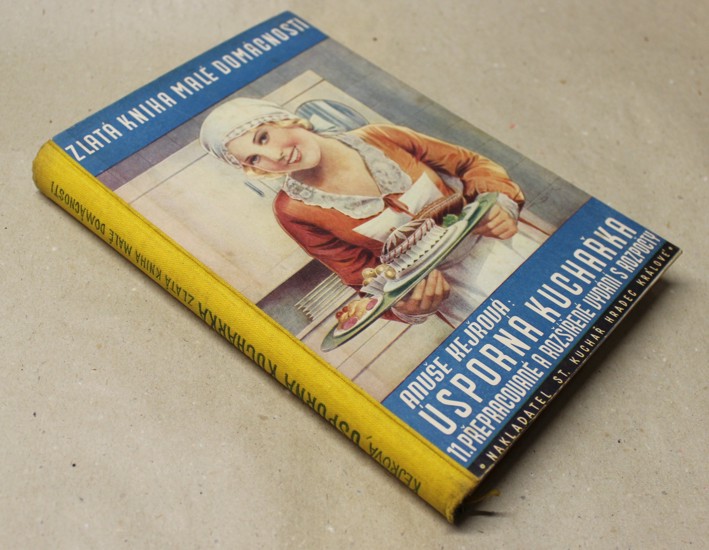 ZLATÁ KNIHA MALÉ DOMÁCNOSTI
ANUŠE KEJŘOVÁ:
ÚSPORNÁ KUCHAŘKA
11. PŘEPRACOVANÉ A ROZŠÍŘENÉ VYDÁNÍ S ROZPOČTY
• NAKLADATEL ST. KUCHAŘ HRADEC KRÁLOVÉ •
KEJŘOVÁ, ÚSPORNÁ KUCHAŘKA ZLATÁ KNIHA MALÉ DOMÁCNOSTI